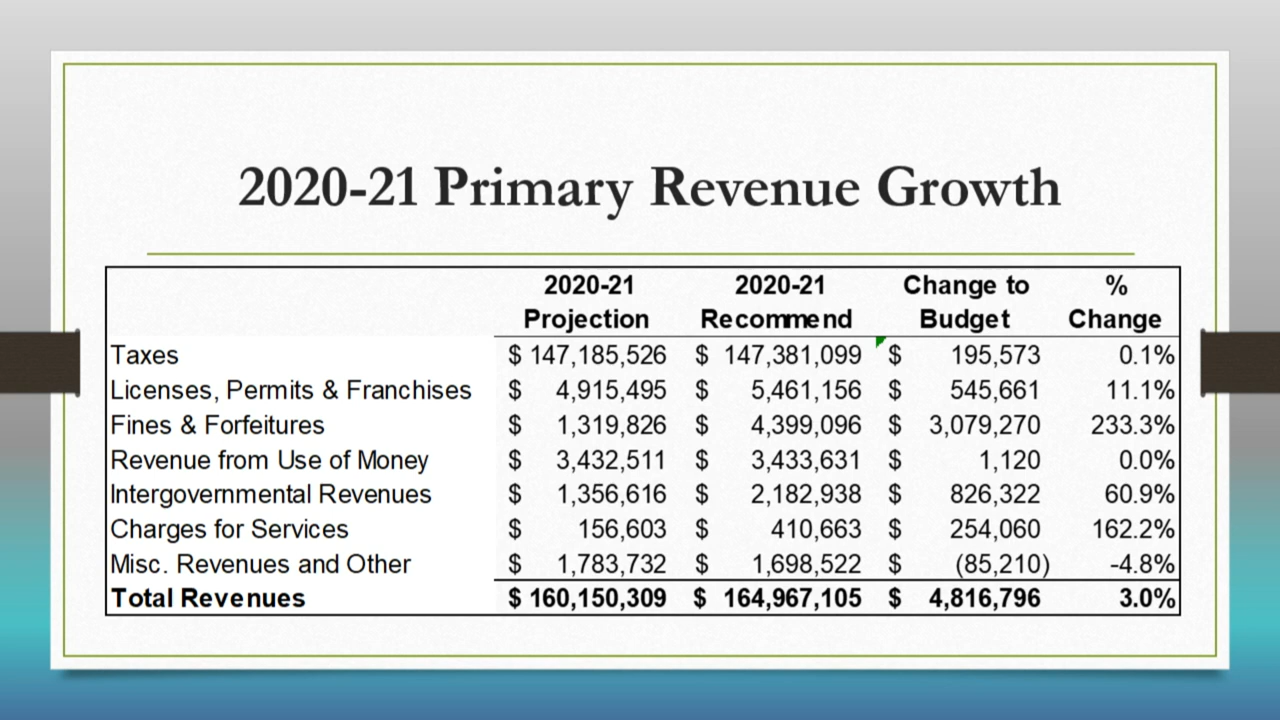 2020-21 Primary Revenue Growth
2020-21 2020-21 Change to %
Projection Recommend Budget Change
Taxes $ 147,185,526 $ 147,381,099 $ 195,573 0.1%
Licenses, Permits & Franchises $ 4,915,495 $ 5,461,156 $ 545,661 11.1%
Fines & Forfeitures $ 1,319,826 $ 4,399,096 $ 3,079,270 233.3%
Revenue from Use of Money $ 3,432,511 $ 3,433,631 $ 1,120 0.0%
Intergovernmental Revenues $ 1,356,616 $ 2,182,938 $ 826,322 60.9%
Charges for Services $ 156,603 $ 410,663 $ 254,060 162.2%
Misc. Revenues and Other $ 1,783,732 $ 1,698,522 $ (85,210) -4.8%
Total Revenues $ 160,150,309 $ 164,967,105 $ 4,816,796 3.0%